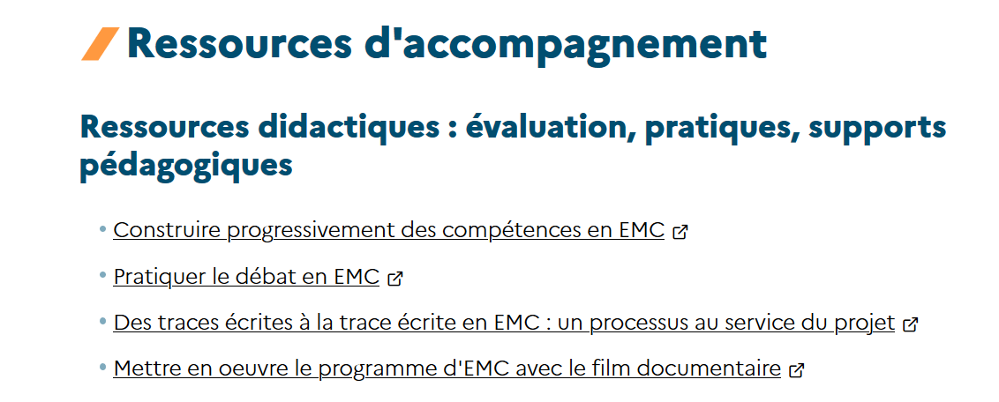 Ressources d'accompagnement
Ressources didactiques : évaluation, pratiques, supports
pédagogiques
• Construire progressivement des compétences en EMC
• Pratiquer le débat en EMC
• Des traces écrites à la trace écrite en EMC : un processus au service du projet
• Mettre en oeuvre le programme d'EMC avec le film documentaire